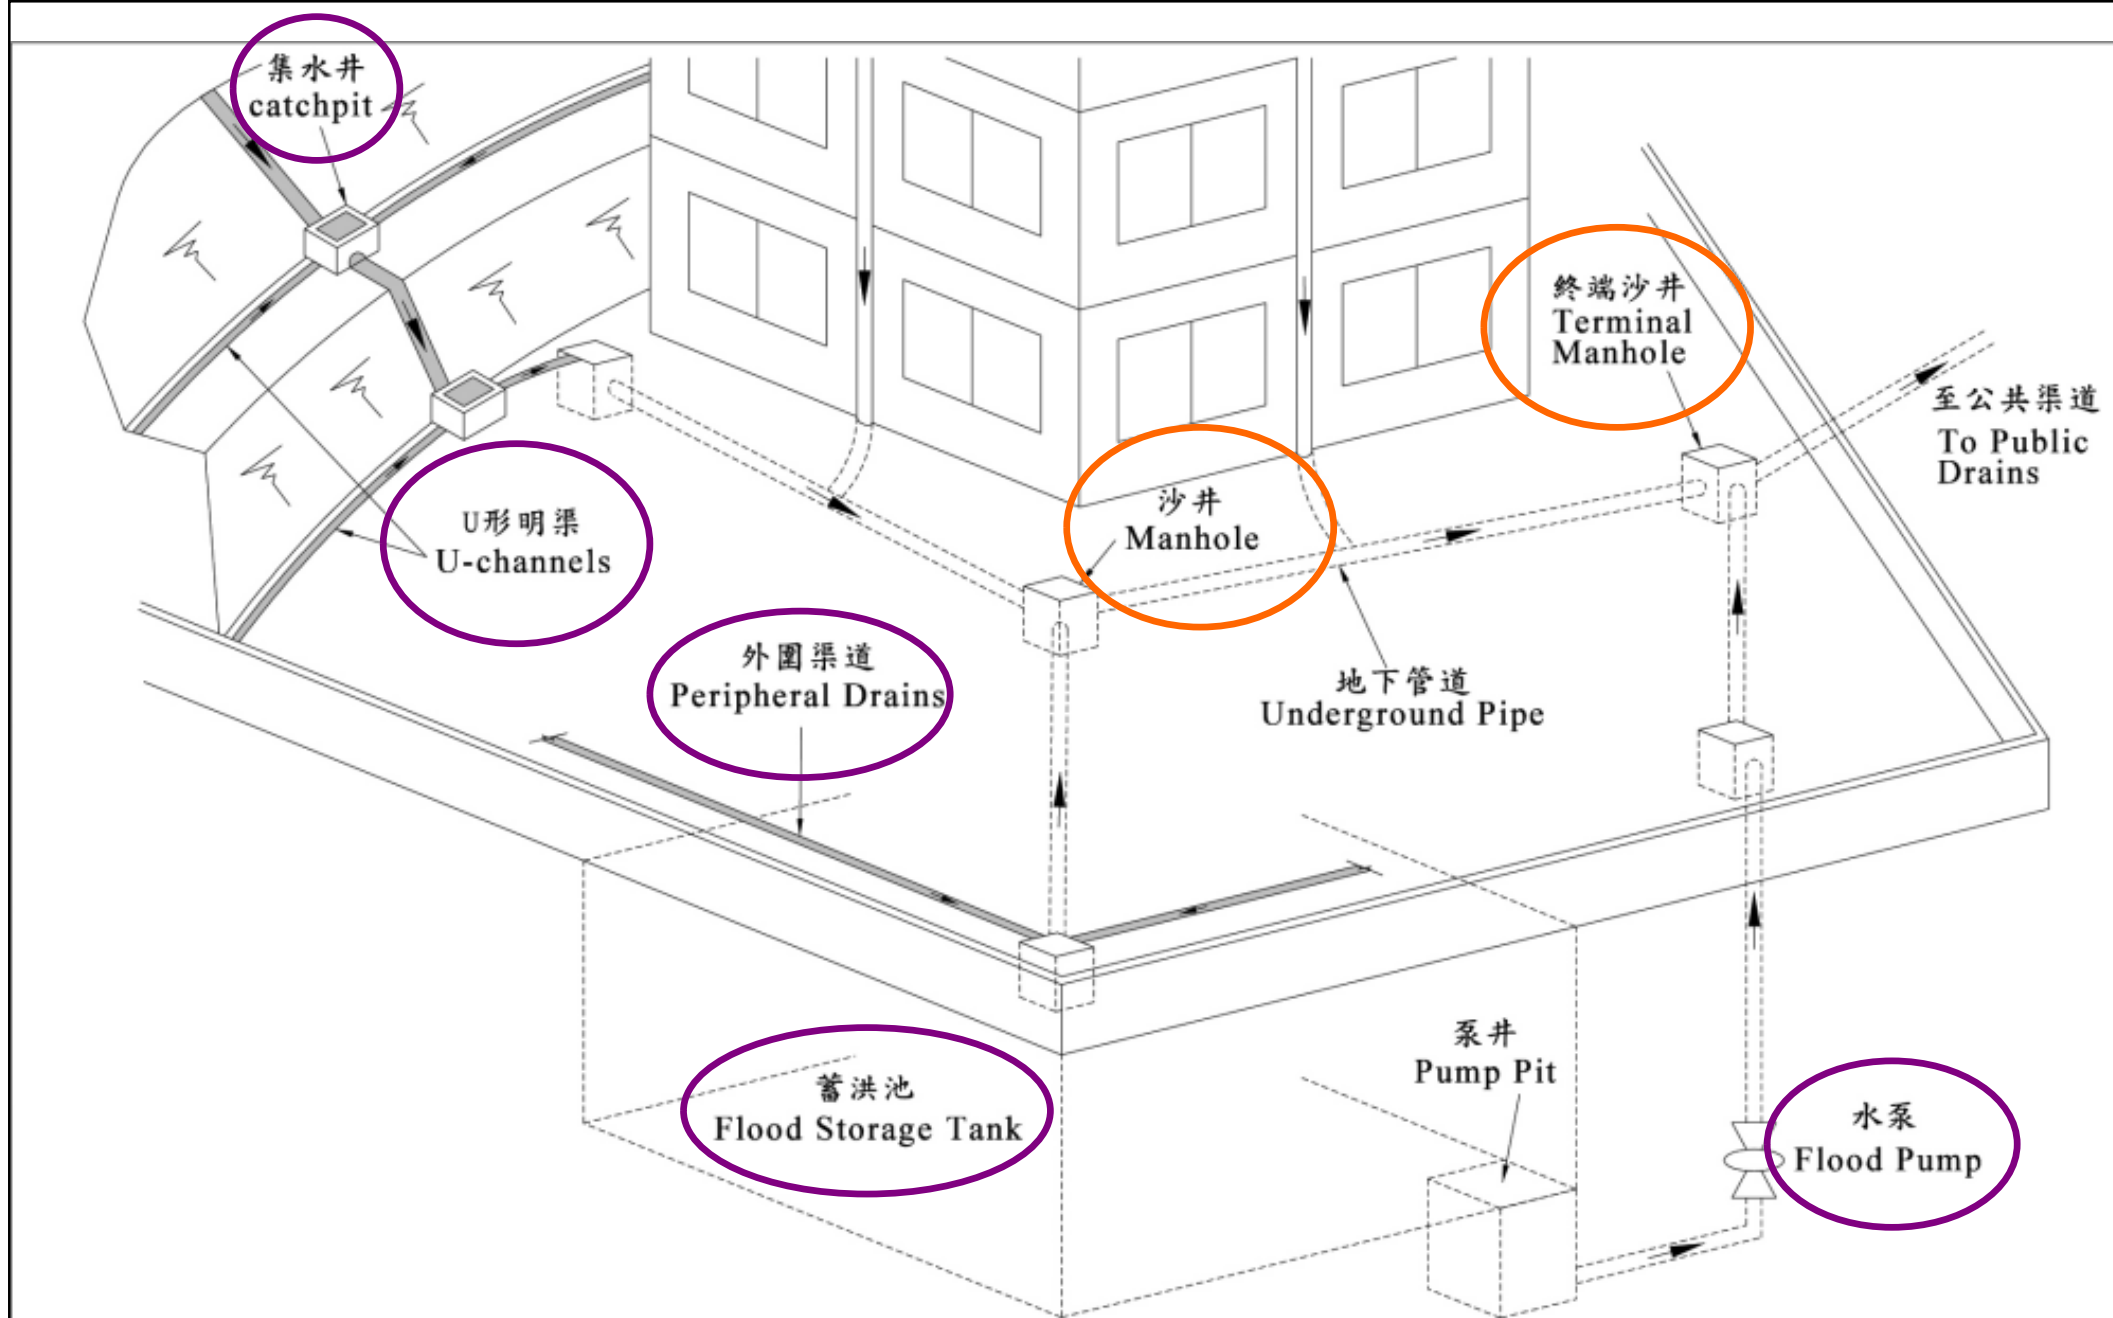 集水井
catchpit
終端沙井
Terminal
Manhole
至公共渠道
To Public
Drains
沙井
Manhole
U形明渠
U-channels
外圍渠道
Peripheral Drains
地下管道
Underground Pipe
泵井
Pump Pit
蓄洪池
Flood Storage Tank
水泵
Flood Pump